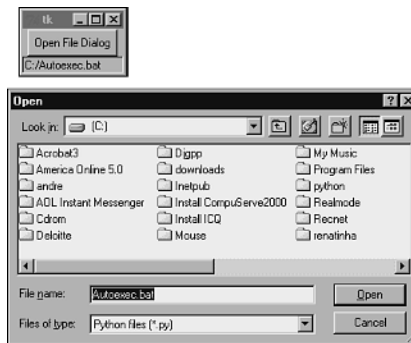 tk
Open File Dialog
C:/Autoexec.bat
Open
Look in: (C:)
Acrobat3 Djgpp My Music
America Online 5.0 downloads Program Files
andre Inetpub python
AOL Instant Messenger Install CompuServe2000 Realmode
Cdrom Install ICQ Recnet
Deloitte Mouse renatinha
File name: Autoexec.bat Open
Files of type: Python files (*.py) Cancel